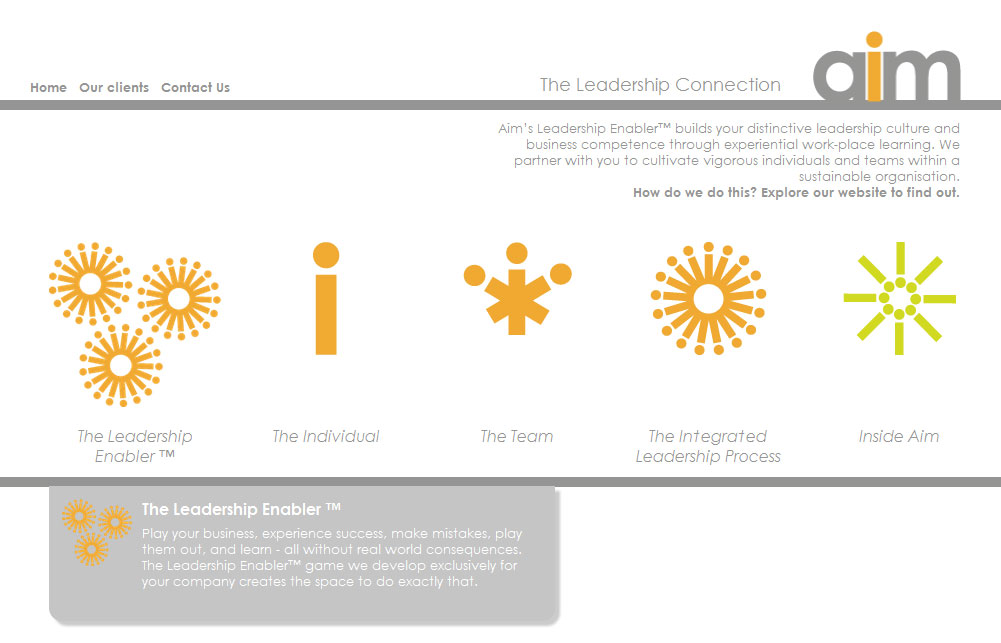 aim
Home Our clients Contact Us
The Leadership Connection
Aim's Leadership Enabler™ builds your distinctive leadership culture and
business competence through experiential work-place learning. We
partner with you to cultivate vigorous individuals and teams within a
sustainable organisation.
How do we do this? Explore our website to find out.
The Leadership
Enabler ™
The Individual
The Team
The Integrated
Leadership Process
Inside Aim
The Leadership Enabler ™
Play your business, experience success, make mistakes, play
them out, and learn - all without real world consequences.
The Leadership Enabler™ game we develop exclusively for
your company creates the space to do exactly that.